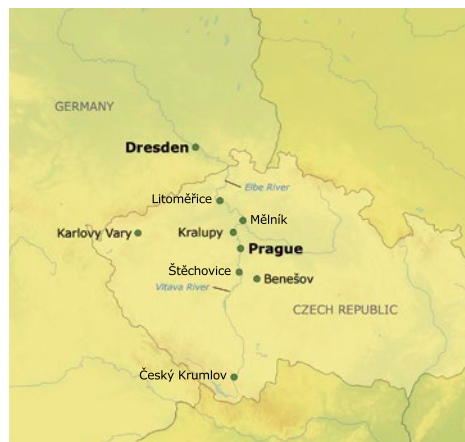 GERMANY
Dresden
Elbe River
Litoměřice
Mělník
Karlovy Vary
Kralupy
Prague
Štěchovice
Benešov
Vltava River
CZECH REPUBLIC
Český Krumlov